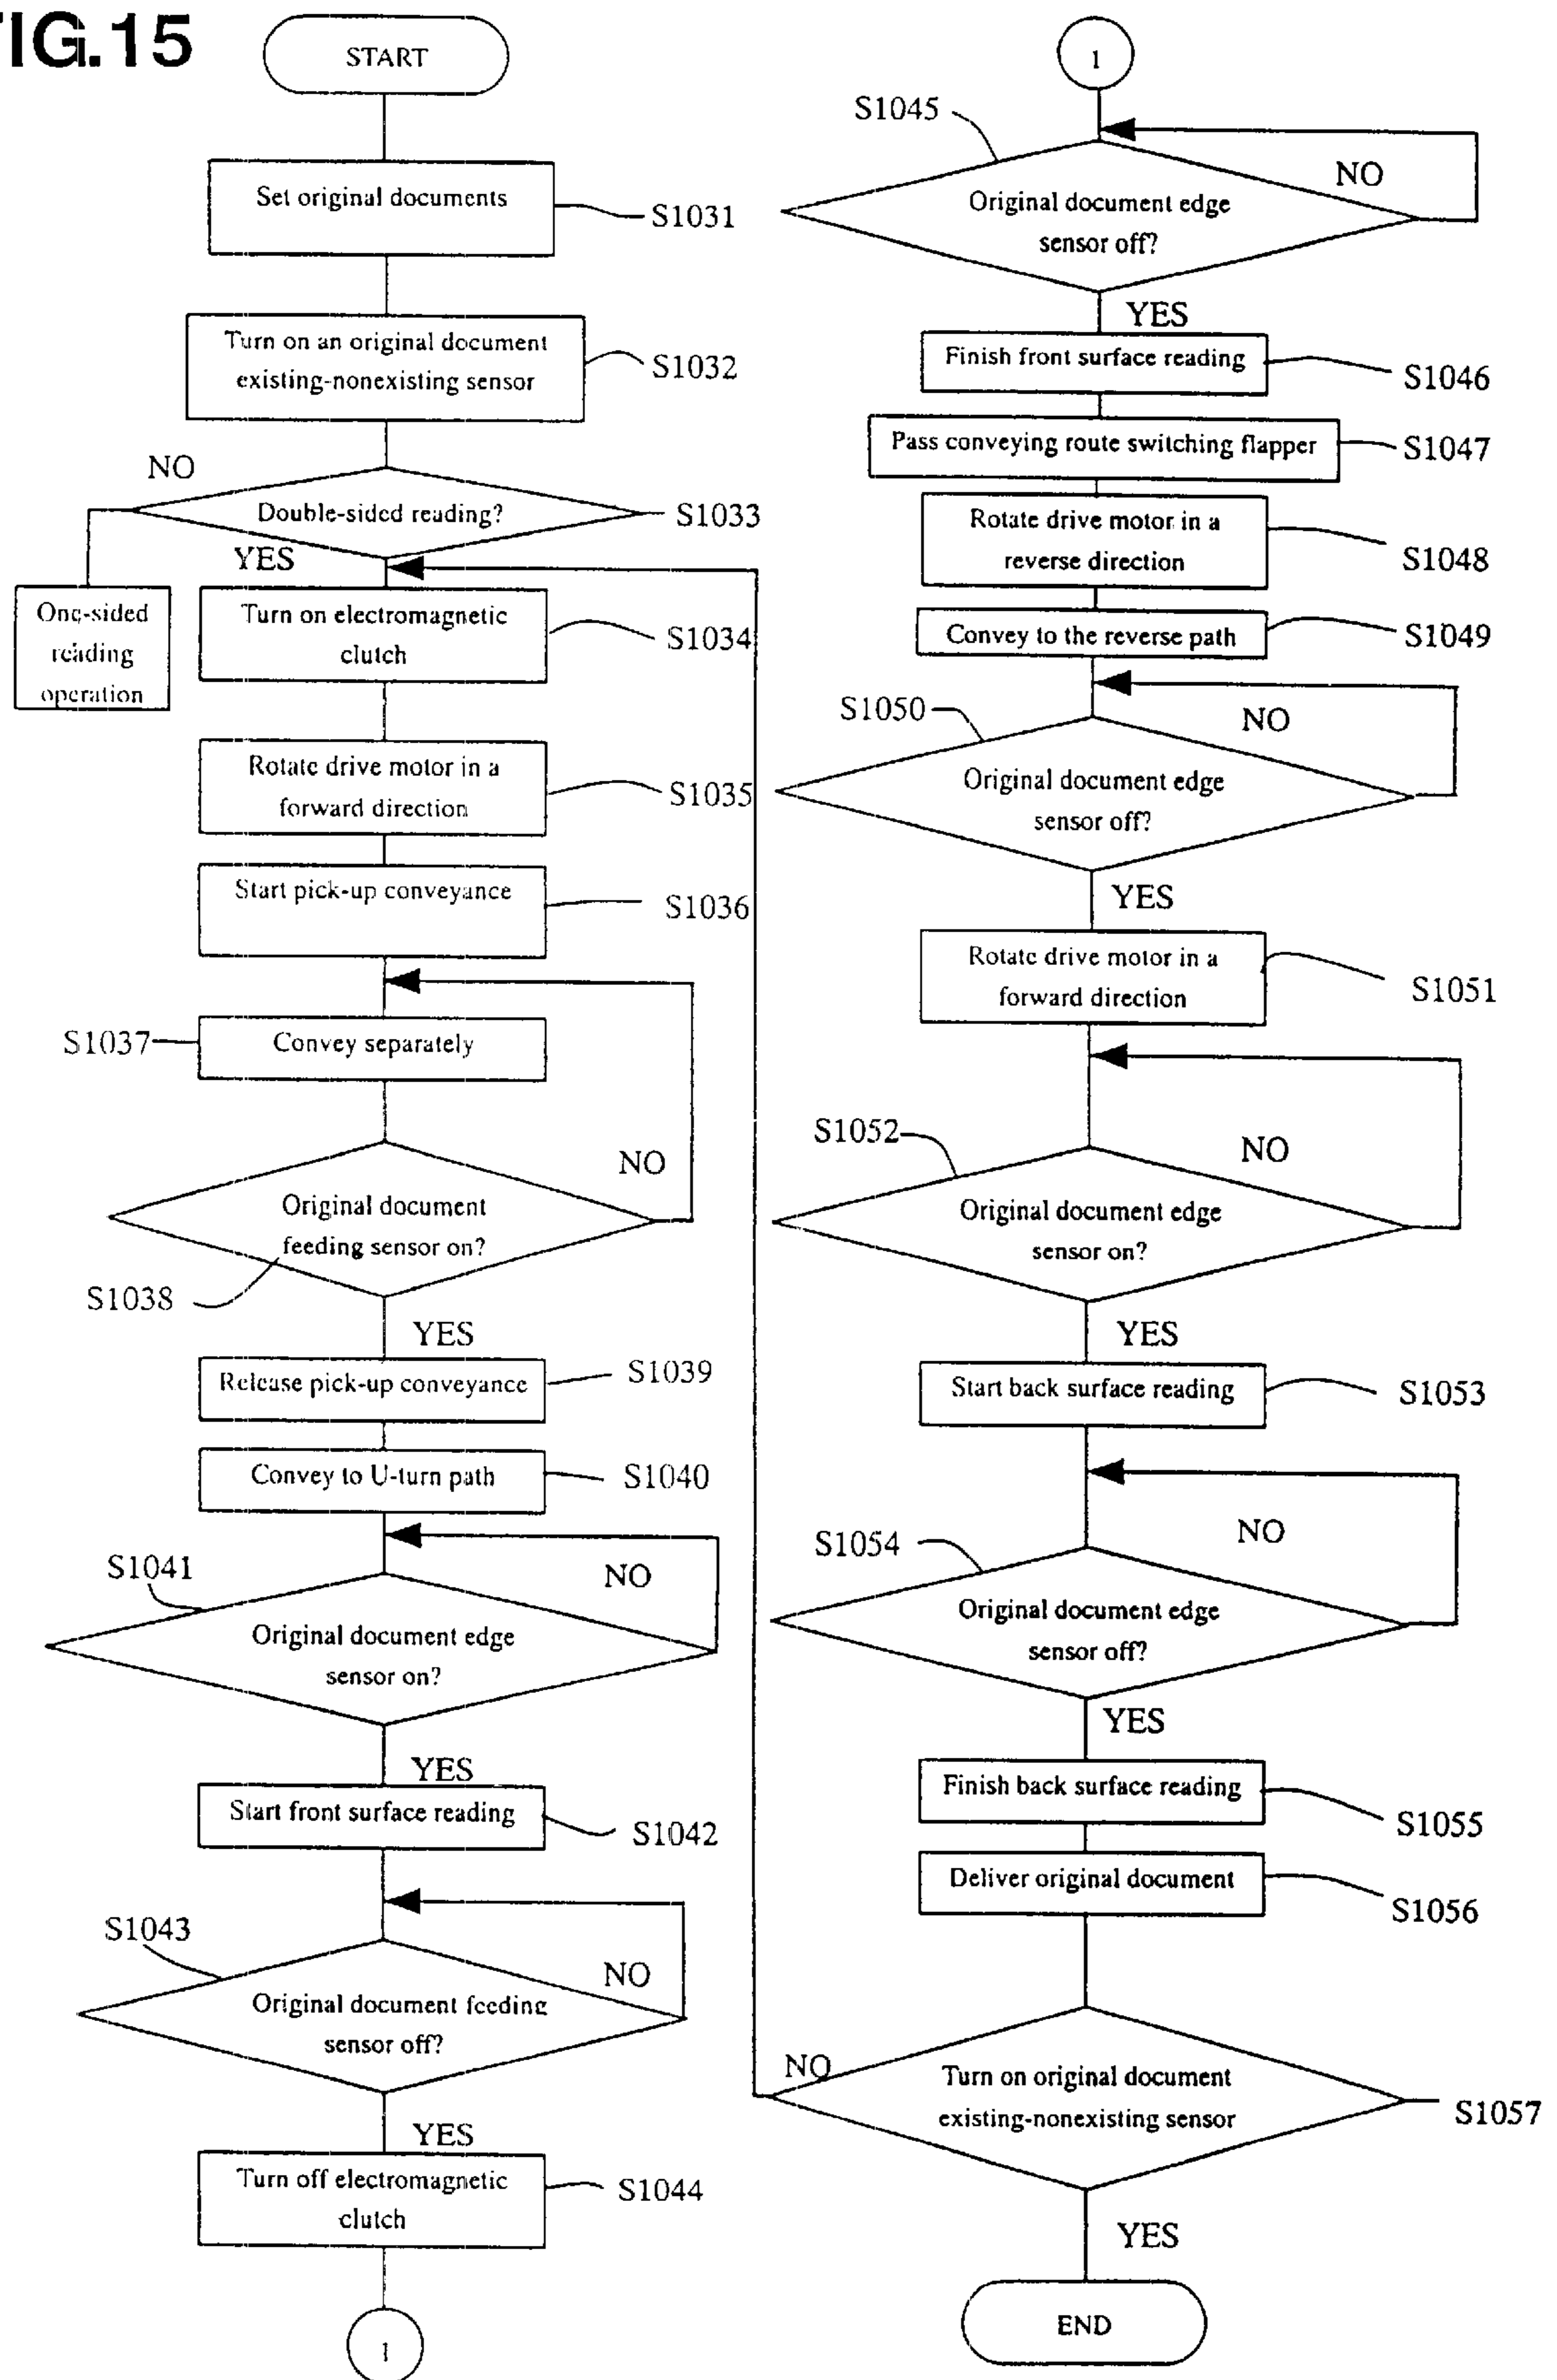 FIG.15
START
Set original documents
S1031
Turn on an original document
existing-nonexisting sensor
S1032
NO
Double-sided reading?
S1033
YES
One-sided
reading
operation
Turn on electromagnetic
clutch
S1034
Rotate drive motor in a
forward direction
S1035
Start pick-up conveyance
S1036
S1037
Convey separately
NO
Original document
feeding sensor on?
S1038
YES
Release pick-up conveyance
S1039
Convey to U-turn path
S1040
S1041
NO
Original document edge
sensor on?
YES
Start front surface reading
S1042
S1043
NO
Original document feeding
sensor off?
YES
Turn off electromagnetic
clutch
S1044
1
1
S1045
NO
Original document edge
sensor off?
YES
Finish front surface reading
S1046
Pass conveying route switching flapper
S1047
Rotate drive motor in a
reverse direction
S1048
Convey to the reverse path
S1049
S1050
NO
Original document edge
sensor off?
YES
Rotate drive motor in a
forward direction
S1051
S1052
NO
Original document edge
sensor on?
YES
Start back surface reading
S1053
S1054
NO
Original document edge
sensor off?
YES
Finish back surface reading
S1055
Deliver original document
S1056
NO
Turn on original document
existing-nonexisting sensor
S1057
YES
END